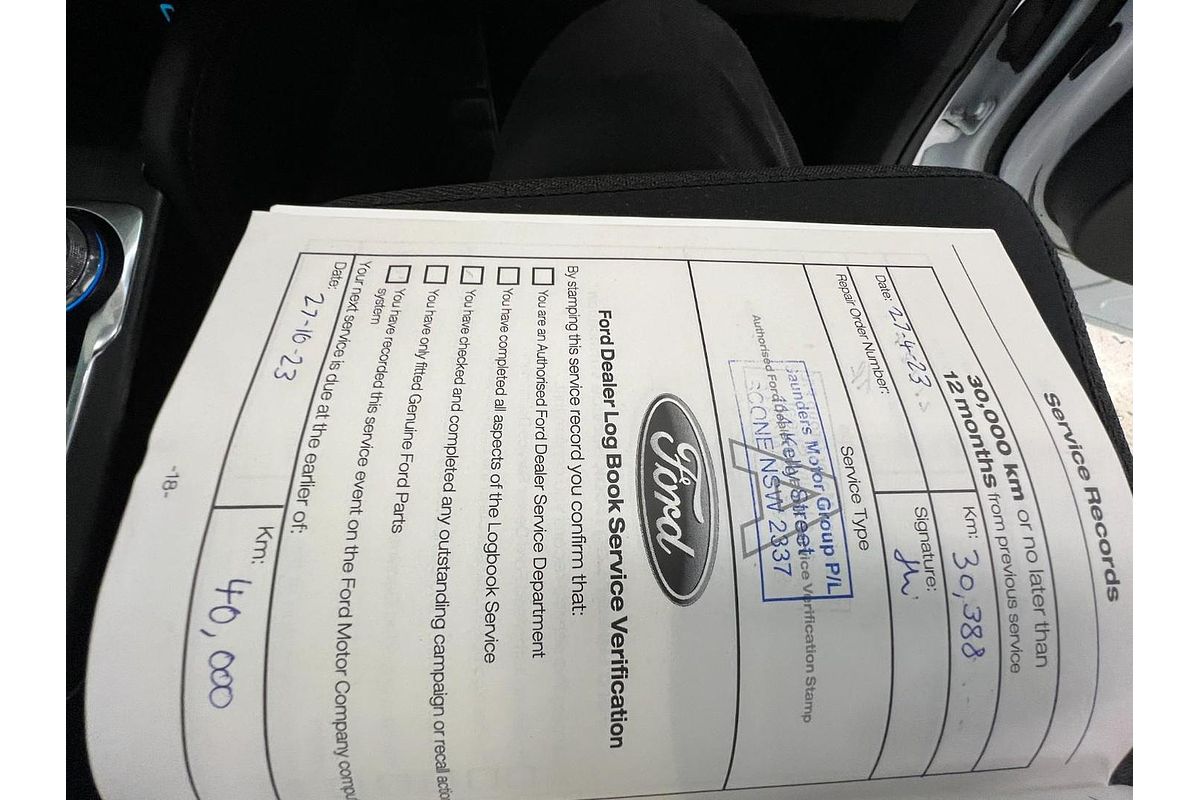 Service Records
30,000 km or no later than
12 months from previous service
Date: 27-4-23
Km: 30,388
Repair Order Number:
Signature:
Service Type
Saunders Motor Group P/L
Kelly Street
SCONE NSW 2337
Authorised Ford Dealer Service Verification Stamp
Ford
Ford Dealer Log Book Service Verification
By stamping this service record you confirm that:
You are an Authorised Ford Dealer Service Department
You have completed all aspects of the Logbook Service
You have checked and completed any outstanding campaign or recall actio
You have only fitted Genuine Ford Parts
You have recorded this service event on the Ford Motor Company compu
system
Your next service is due at the earlier of:
Date: 27-10-23
Km: 40,000
-18-